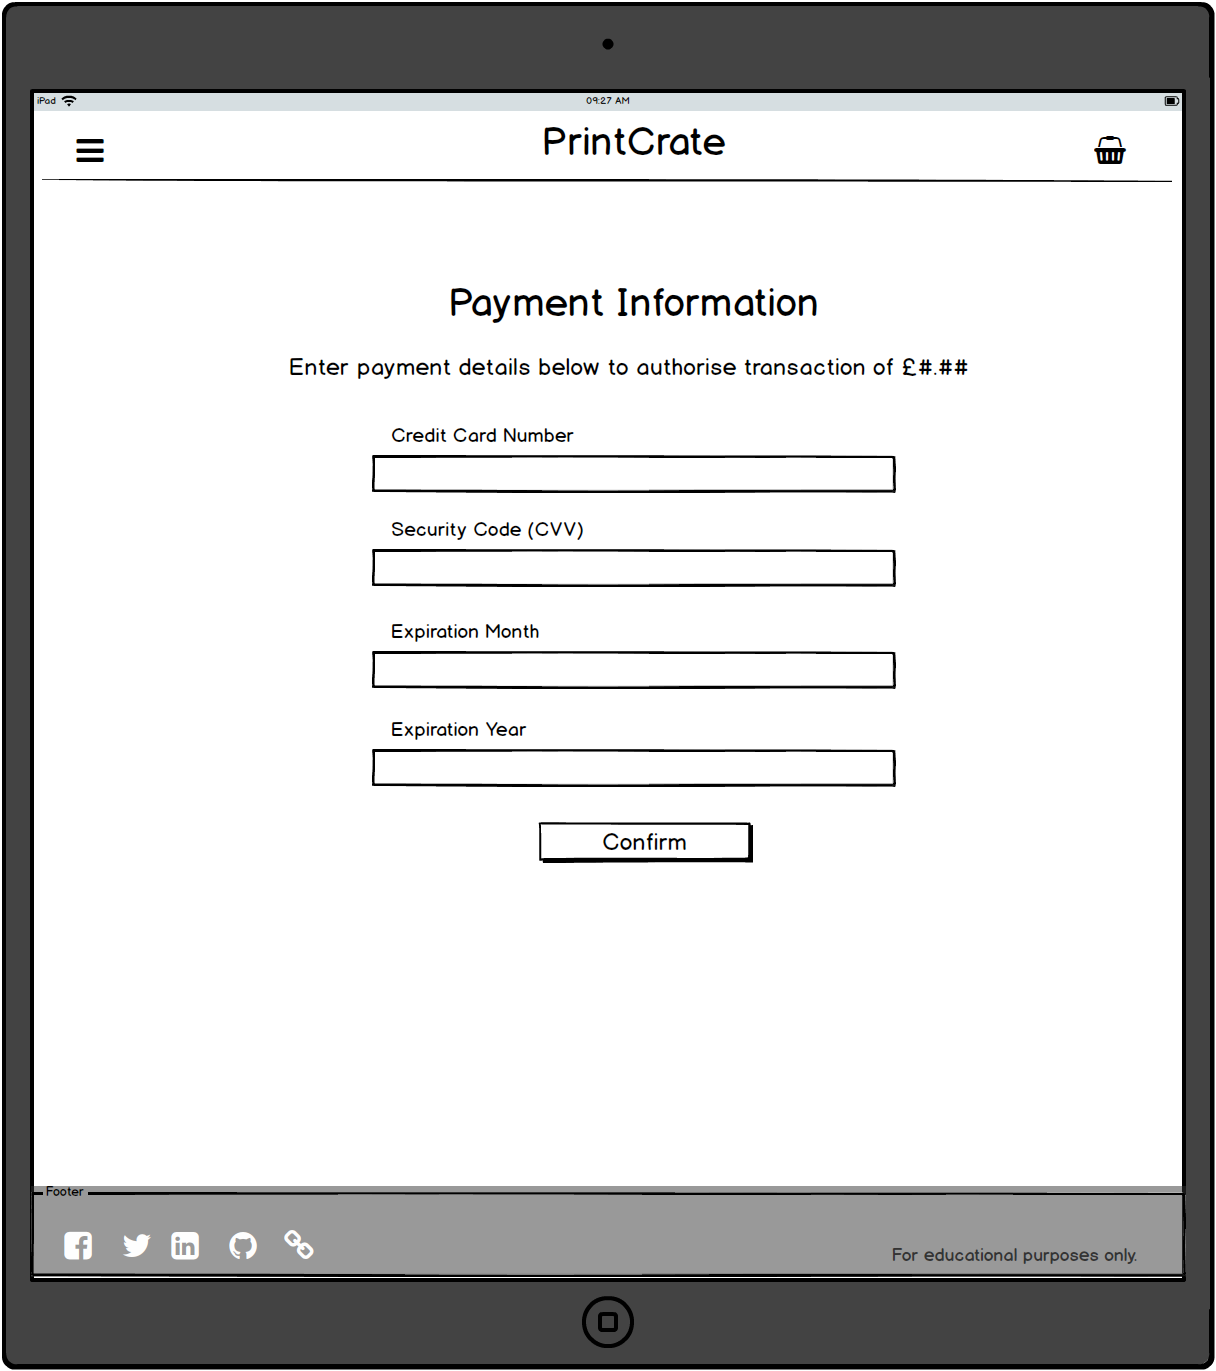 iPad
09:27 AM
PrintCrate
Payment Information
Enter payment details below to authorise transaction of £#.##
Credit Card Number
Security Code (CVV)
Expiration Month
Expiration Year
Confirm
Footer
For educational purposes only.